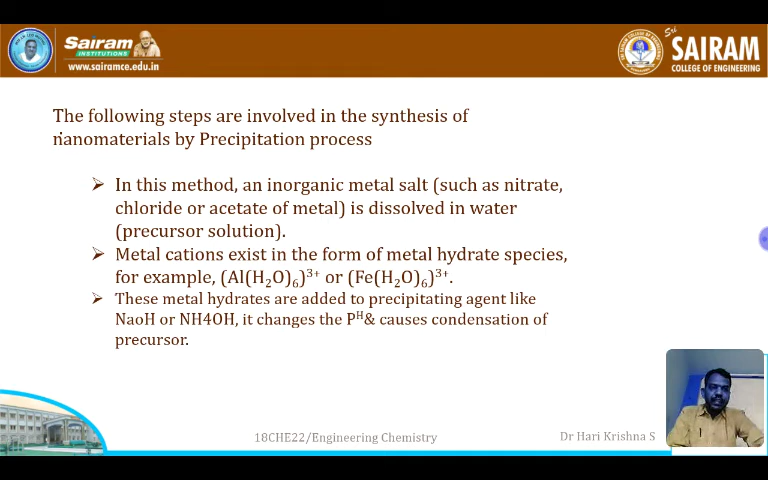 Sairam
INSTITUTIONS
www.sairamce.edu.in
Sri
SAIRAM
COLLEGE OF ENGINEERING
The following steps are involved in the synthesis of
nanomaterials by Precipitation process
➢ In this method, an inorganic metal salt (such as nitrate,
chloride or acetate of metal) is dissolved in water
(precursor solution).
➢ Metal cations exist in the form of metal hydrate species,
for example, (Al(H₂O)₆)³⁺ or (Fe(H₂O)₆)³⁺.
➢ These metal hydrates are added to precipitating agent like
NaoH or NH4OH, it changes the Pᴴ& causes condensation of
precursor.
18CHE22/Engineering Chemistry
Dr Hari Krishna S